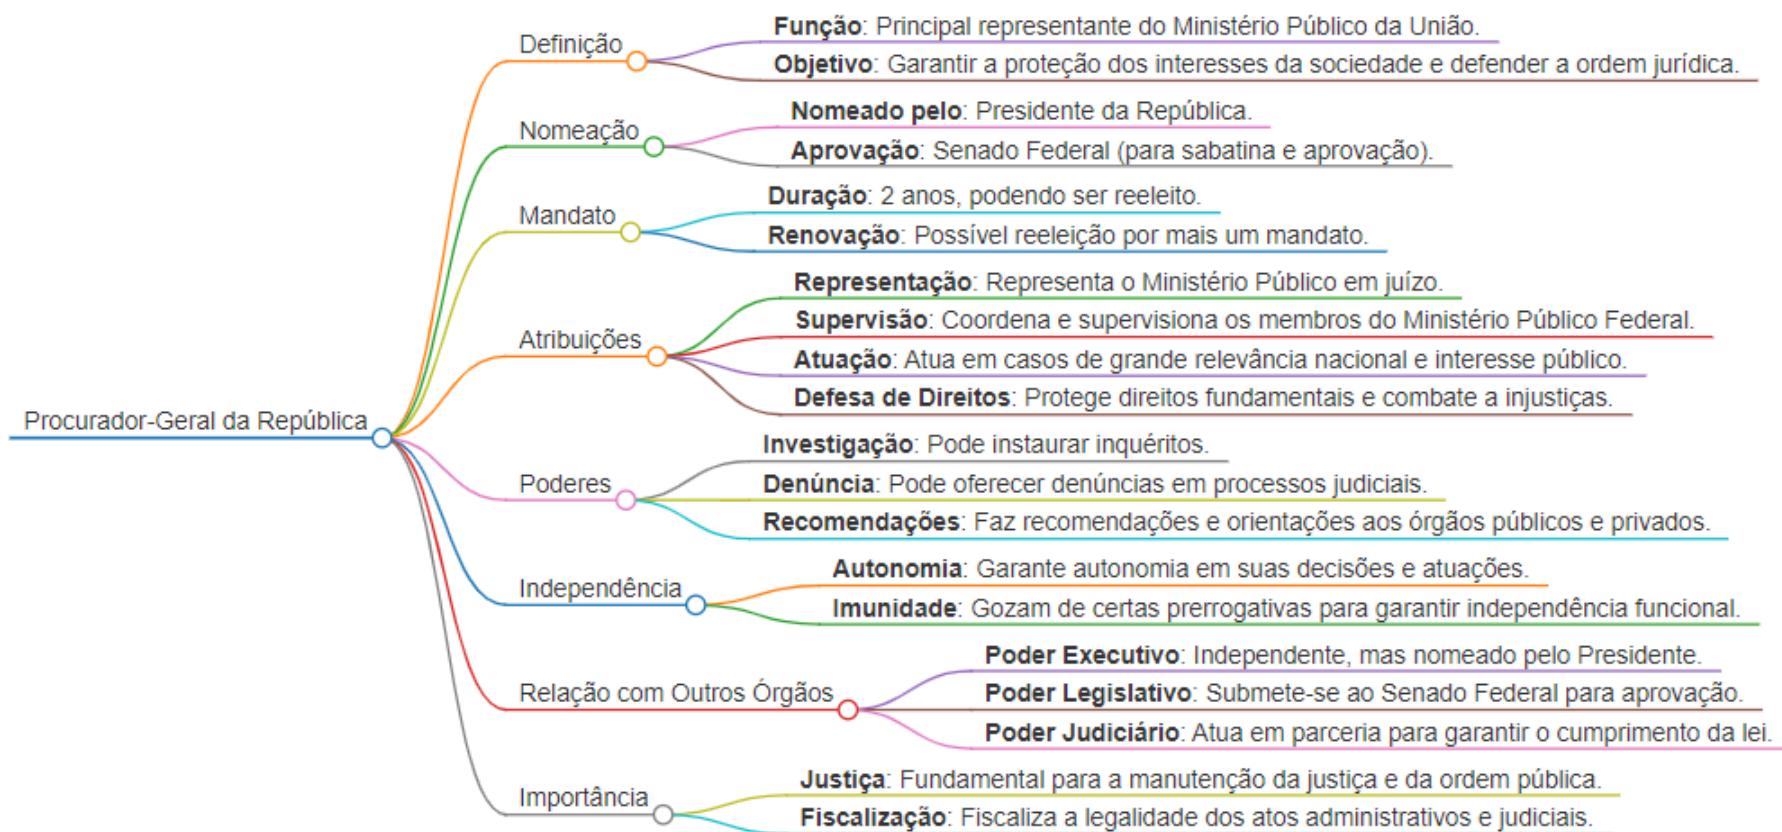 Procurador-Geral da República
Definição
Função: Principal representante do Ministério Público da União.
Objetivo: Garantir a proteção dos interesses da sociedade e defender a ordem jurídica.
Nomeação
Nomeado pelo: Presidente da República.
Aprovação: Senado Federal (para sabatina e aprovação).
Mandato
Duração: 2 anos, podendo ser reeleito.
Renovação: Possível reeleição por mais um mandato.
Atribuições
Representação: Representa o Ministério Público em juízo.
Supervisão: Coordena e supervisiona os membros do Ministério Público Federal.
Atuação: Atua em casos de grande relevância nacional e interesse público.
Defesa de Direitos: Protege direitos fundamentais e combate a injustiças.
Poderes
Investigação: Pode instaurar inquéritos.
Denúncia: Pode oferecer denúncias em processos judiciais.
Recomendações: Faz recomendações e orientações aos órgãos públicos e privados.
Independência
Autonomia: Garante autonomia em suas decisões e atuações.
Imunidade: Gozam de certas prerrogativas para garantir independência funcional.
Relação com Outros Órgãos
Poder Executivo: Independente, mas nomeado pelo Presidente.
Poder Legislativo: Submete-se ao Senado Federal para aprovação.
Poder Judiciário: Atua em parceria para garantir o cumprimento da lei.
Importância
Justiça: Fundamental para a manutenção da justiça e da ordem pública.
Fiscalização: Fiscaliza a legalidade dos atos administrativos e judiciais.